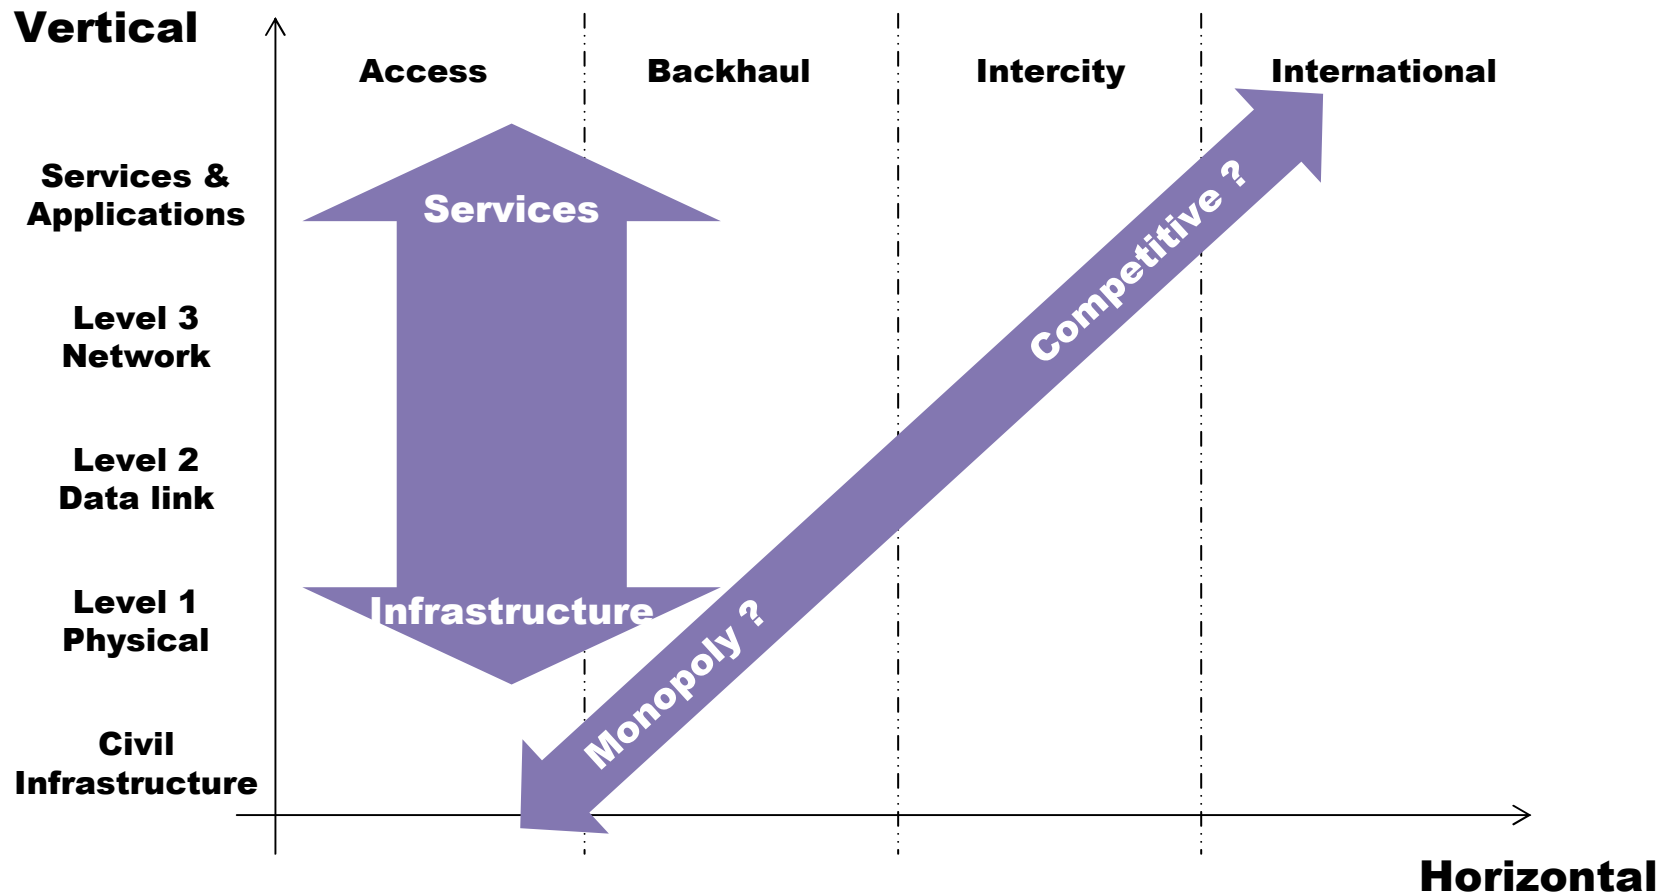 Vertical
Access
Backhaul
Intercity
International
Services &
Applications
Services
Competitive ?
Level 3
Network
Level 2
Data link
Level 1
Physical
Infrastructure
Monopoly ?
Civil
Infrastructure
Horizontal